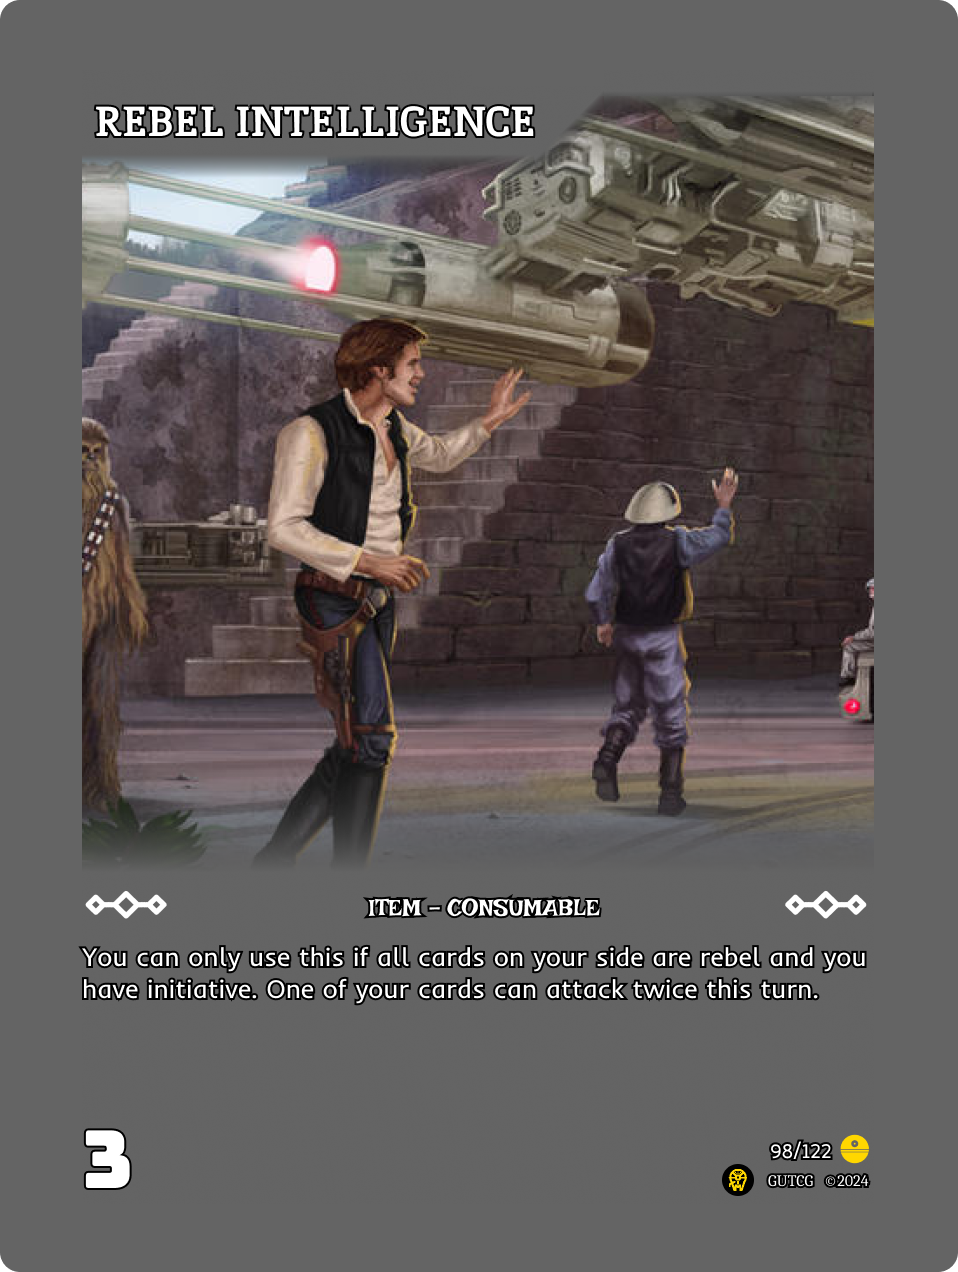 REBEL INTELLIGENCE
ITEM – CONSUMABLE
You can only use this if all cards on your side are rebel and you
have initiative. One of your cards can attack twice this turn.
3
98/122
GUTCG ©2024